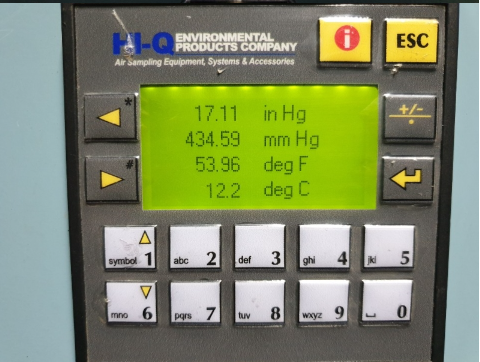 HI-Q ENVIRONMENTAL
PRODUCTS COMPANY
Air Sampling Equipment, Systems & Accessories
i ESC
* +/-
17.11 in Hg
434.59 mm Hg
53.96 deg F
12.2 deg C
#
symbol 1 abc 2 def 3 ghi 4 jkl 5
mno 6 pqrs 7 tuv 8 wxyz 9 0